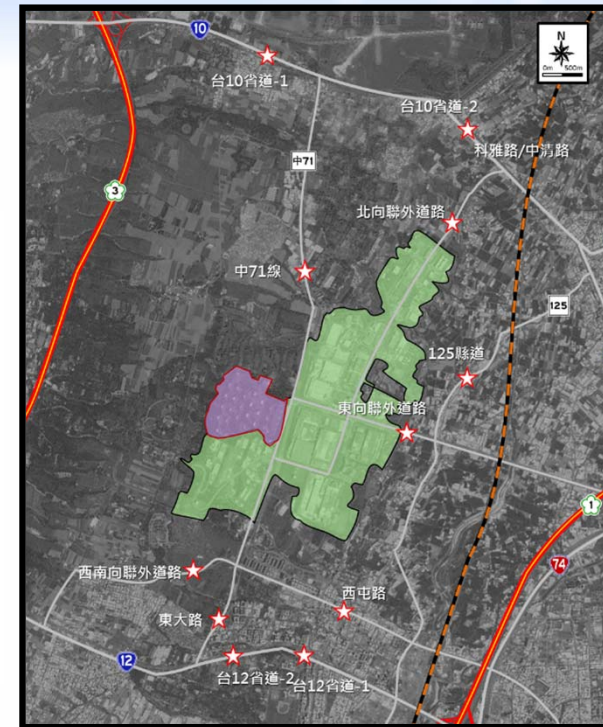 10
N
0m 500m
台10省道-1
台10省道-2
科雅路/中清路
中71
3
北向聯外道路
中71線
125
125縣道
東向聯外道路
1
74
西南向聯外道路
西屯路
東大路
12
台12省道-2
台12省道-1